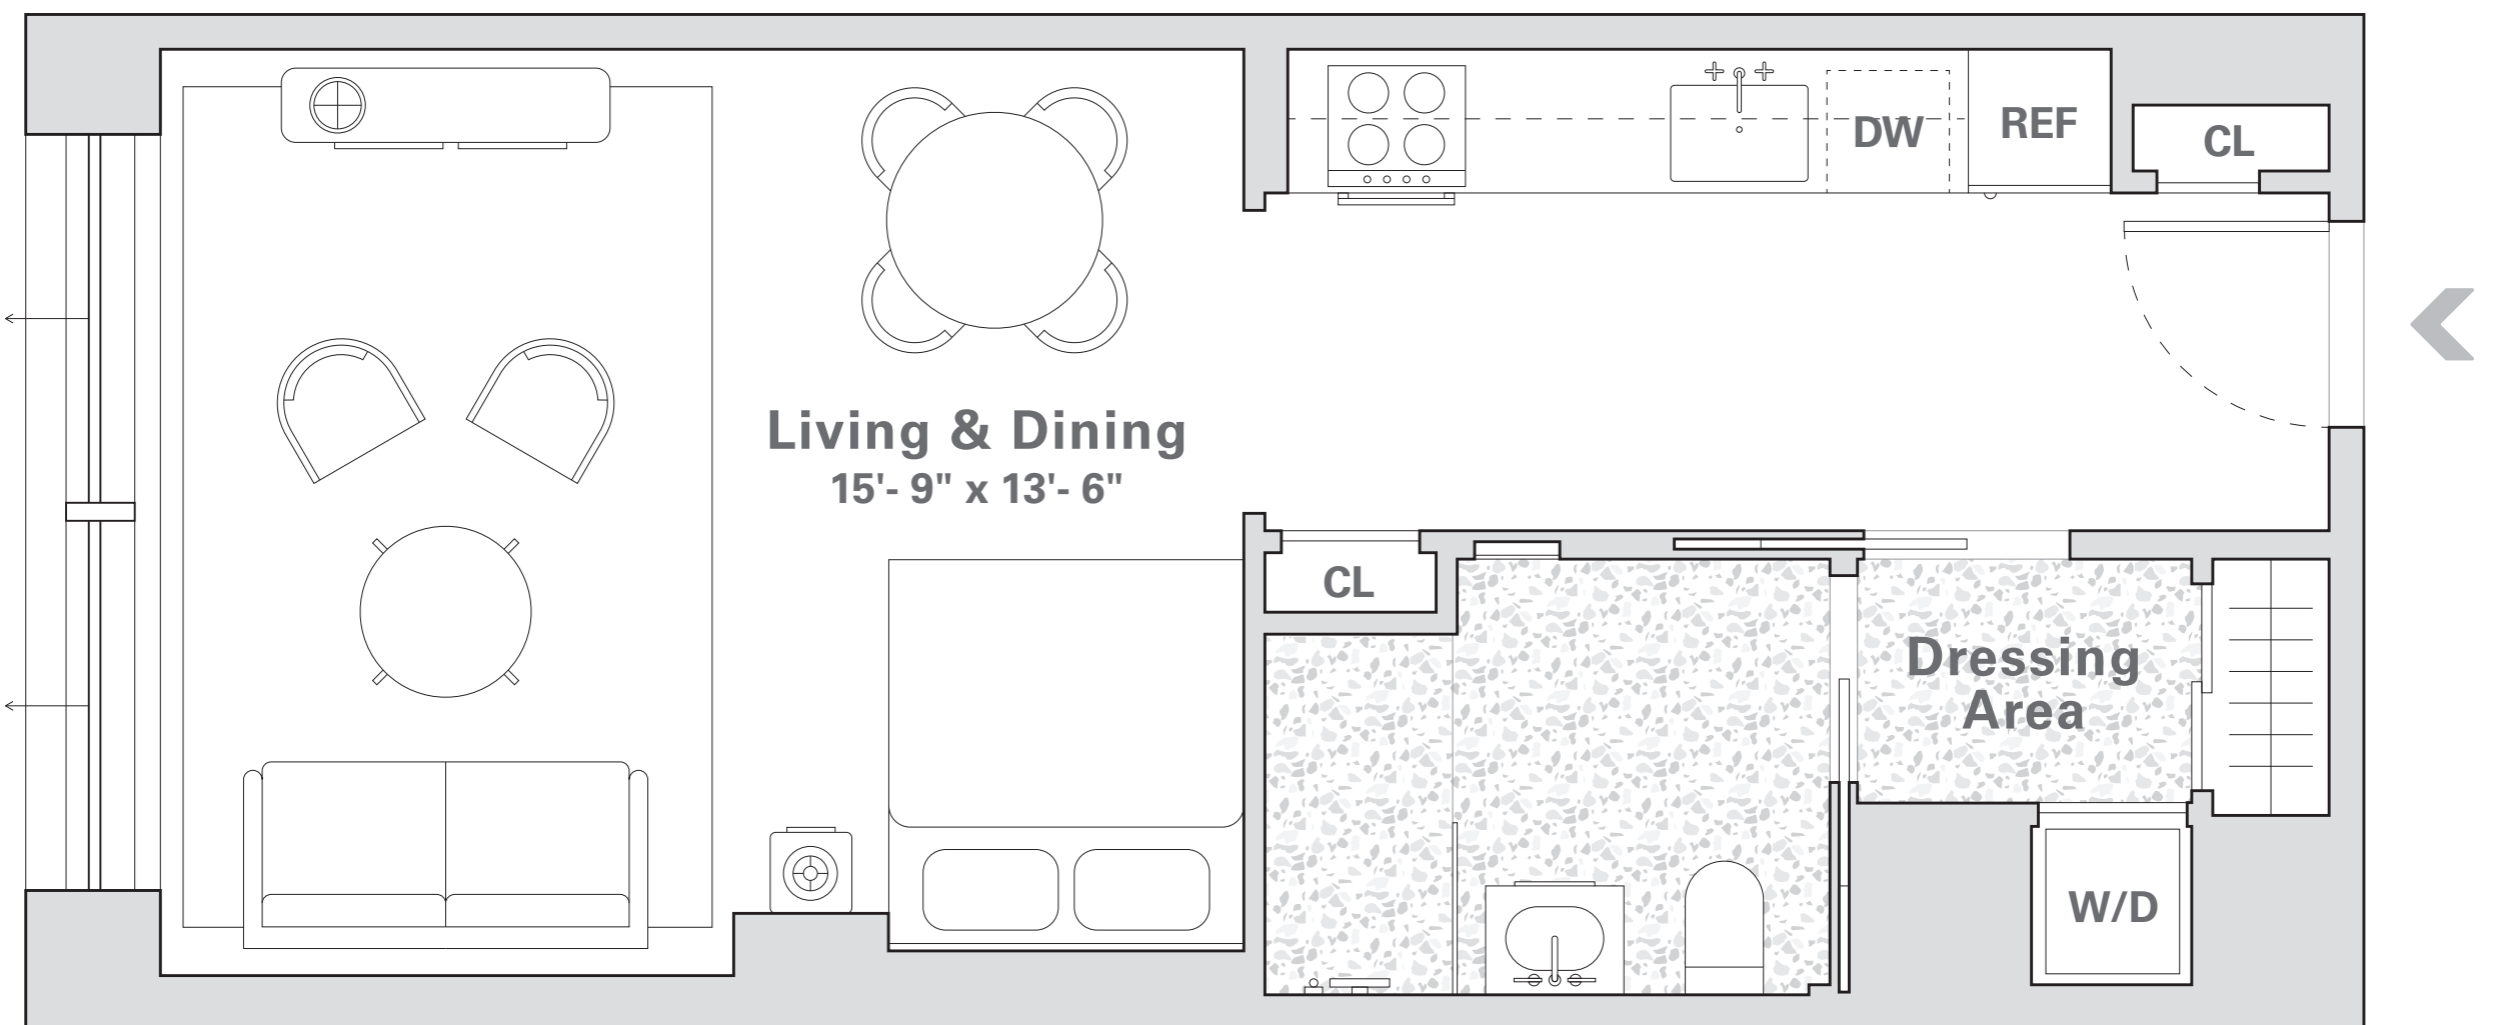 DW
REF
CL
Living & Dining
15'- 9" x 13'- 6"
CL
Dressing
Area
W/D